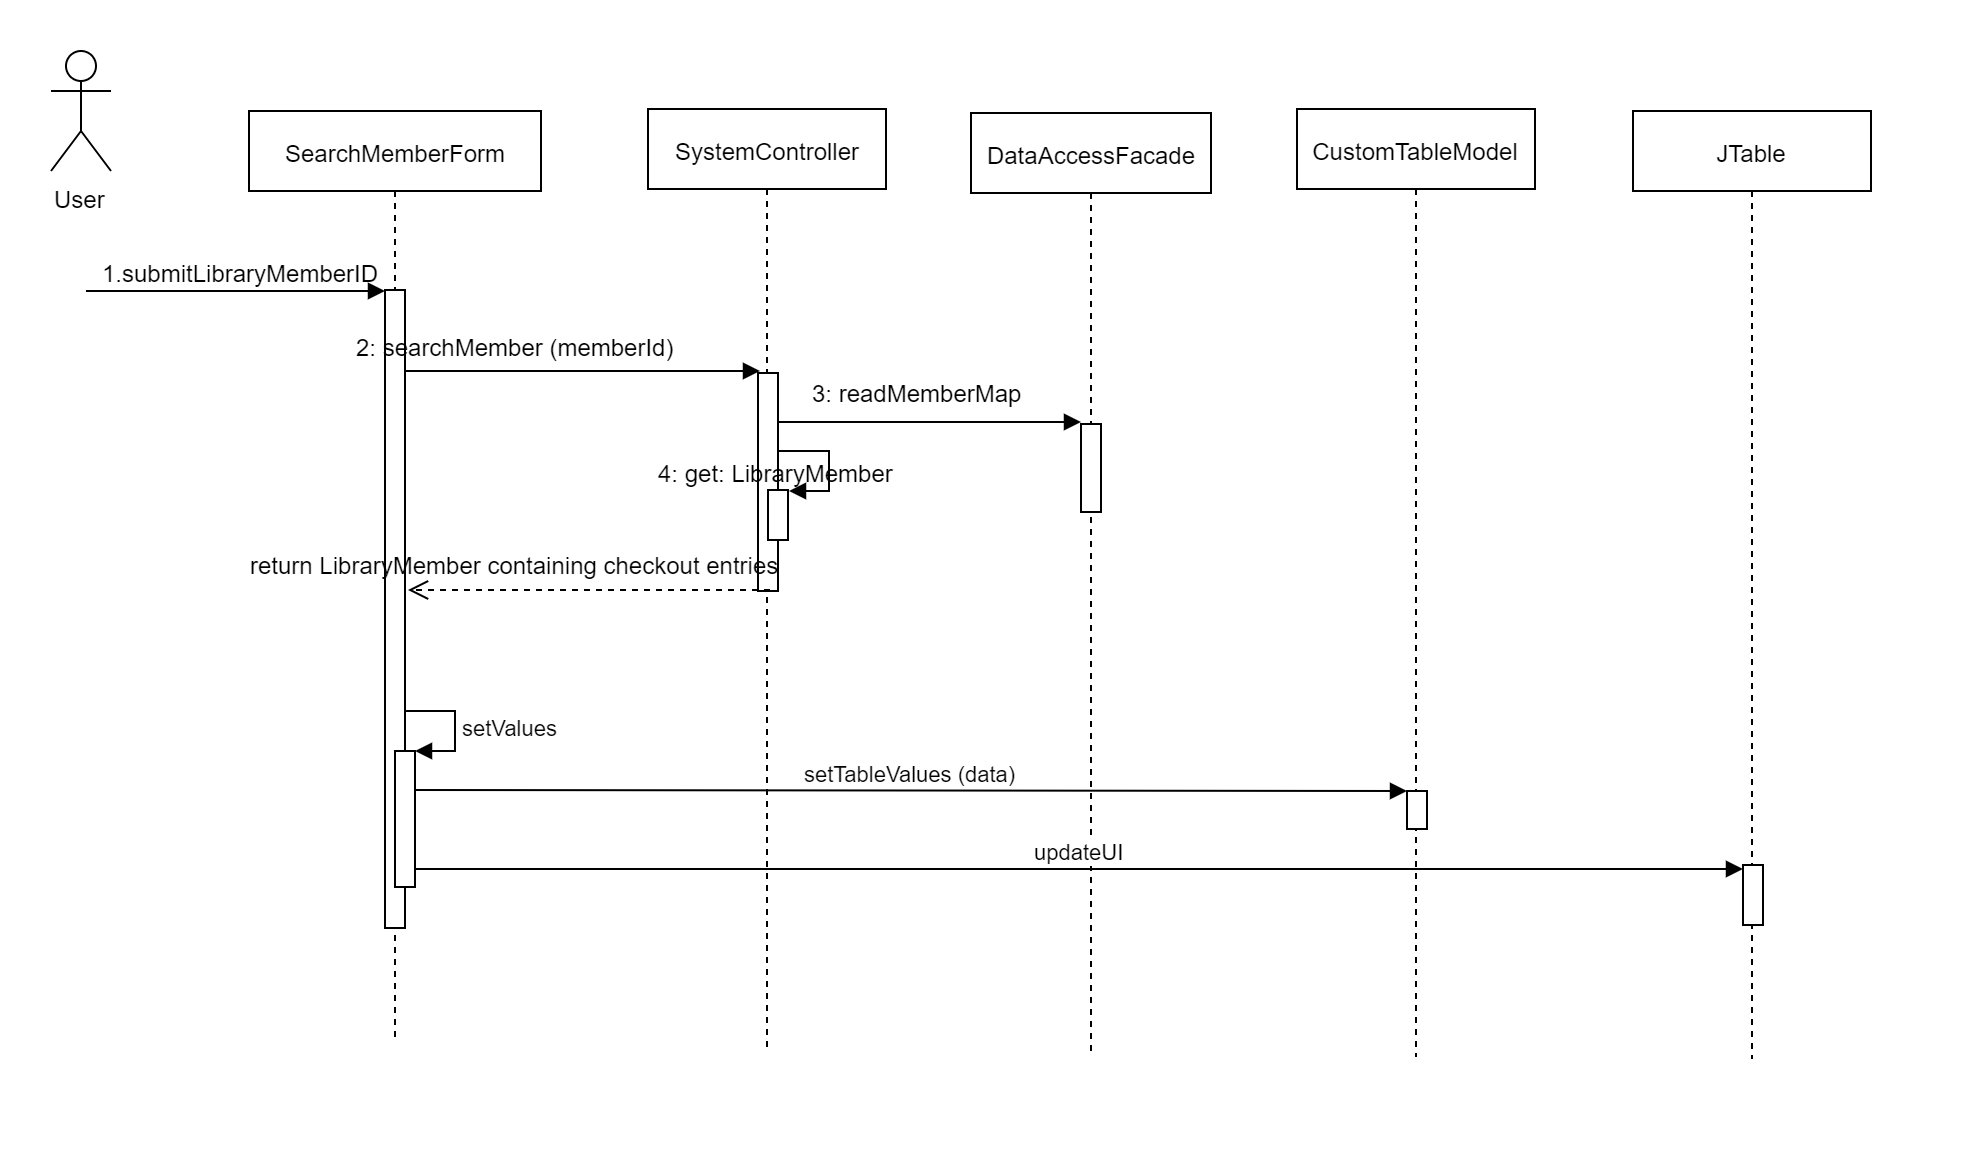 User
SearchMemberForm
SystemController
DataAccessFacade
CustomTableModel
JTable
1.submitLibraryMemberID
2: searchMember (memberId)
3: readMemberMap
4: get: LibraryMember
return LibraryMember containing checkout entries
setValues
setTableValues (data)
updateUI